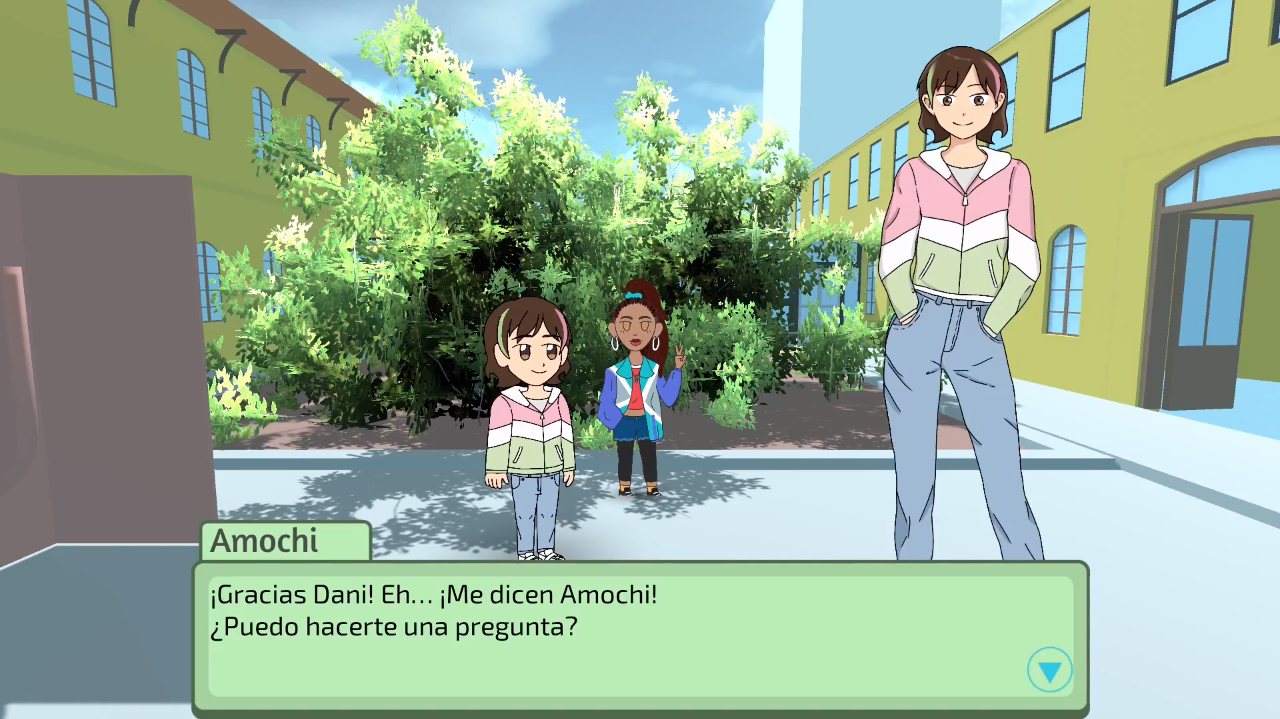 Amochi
¡Gracias Dani! Eh... ¡Me dicen Amochi!
¿Puedo hacerte una pregunta?